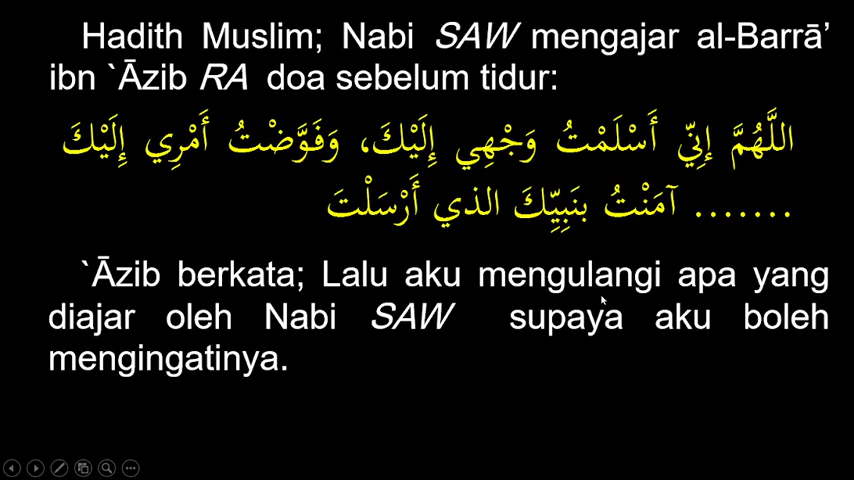 Hadith Muslim; Nabi SAW mengajar al-Barrā’
ibn `Āzib RA doa sebelum tidur:
اللَّهُمَّ إِنِّي أَسْلَمْتُ وَجْهِي إِلَيْكَ، وَفَوَّضْتُ أَمْرِي إِلَيْكَ
....... آمَنْتُ بِنَبِيِّكَ الذي أَرْسَلْتَ
`Āzib berkata; Lalu aku mengulangi apa yang
diajar oleh Nabi SAW supaya aku boleh
mengingatinya.